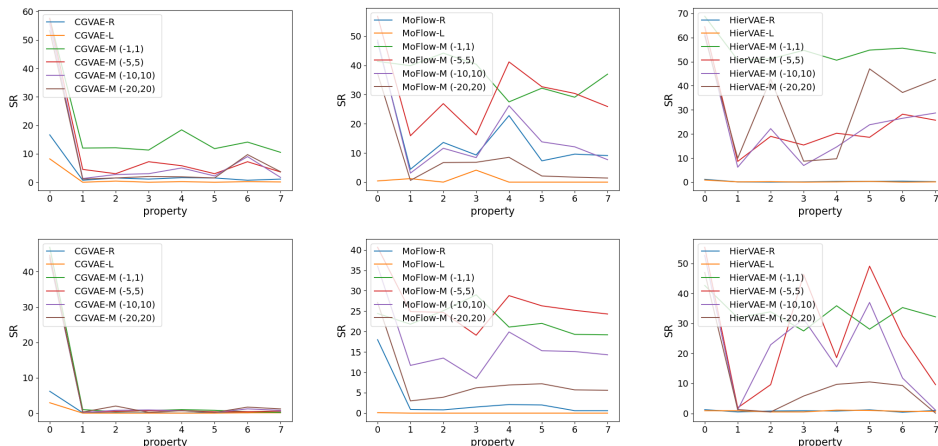 60
50
40
30
20
10
0
SR
CGVAE-R
CGVAE-L
CGVAE-M (-1,1)
CGVAE-M (-5,5)
CGVAE-M (-10,10)
CGVAE-M (-20,20)
0 1 2 3 4 5 6 7
property
50
40
30
20
10
0
SR
MoFlow-R
MoFlow-L
MoFlow-M (-1,1)
MoFlow-M (-5,5)
MoFlow-M (-10,10)
MoFlow-M (-20,20)
0 1 2 3 4 5 6 7
property
70
60
50
40
30
20
10
0
SR
HierVAE-R
HierVAE-L
HierVAE-M (-1,1)
HierVAE-M (-5,5)
HierVAE-M (-10,10)
HierVAE-M (-20,20)
0 1 2 3 4 5 6 7
property
40
30
20
10
0
SR
CGVAE-R
CGVAE-L
CGVAE-M (-1,1)
CGVAE-M (-5,5)
CGVAE-M (-10,10)
CGVAE-M (-20,20)
0 1 2 3 4 5 6 7
property
40
35
30
25
20
15
10
5
0
SR
MoFlow-R
MoFlow-L
MoFlow-M (-1,1)
MoFlow-M (-5,5)
MoFlow-M (-10,10)
MoFlow-M (-20,20)
0 1 2 3 4 5 6 7
property
50
40
30
20
10
0
SR
HierVAE-R
HierVAE-L
HierVAE-M (-1,1)
HierVAE-M (-5,5)
HierVAE-M (-10,10)
HierVAE-M (-20,20)
0 1 2 3 4 5 6 7
property